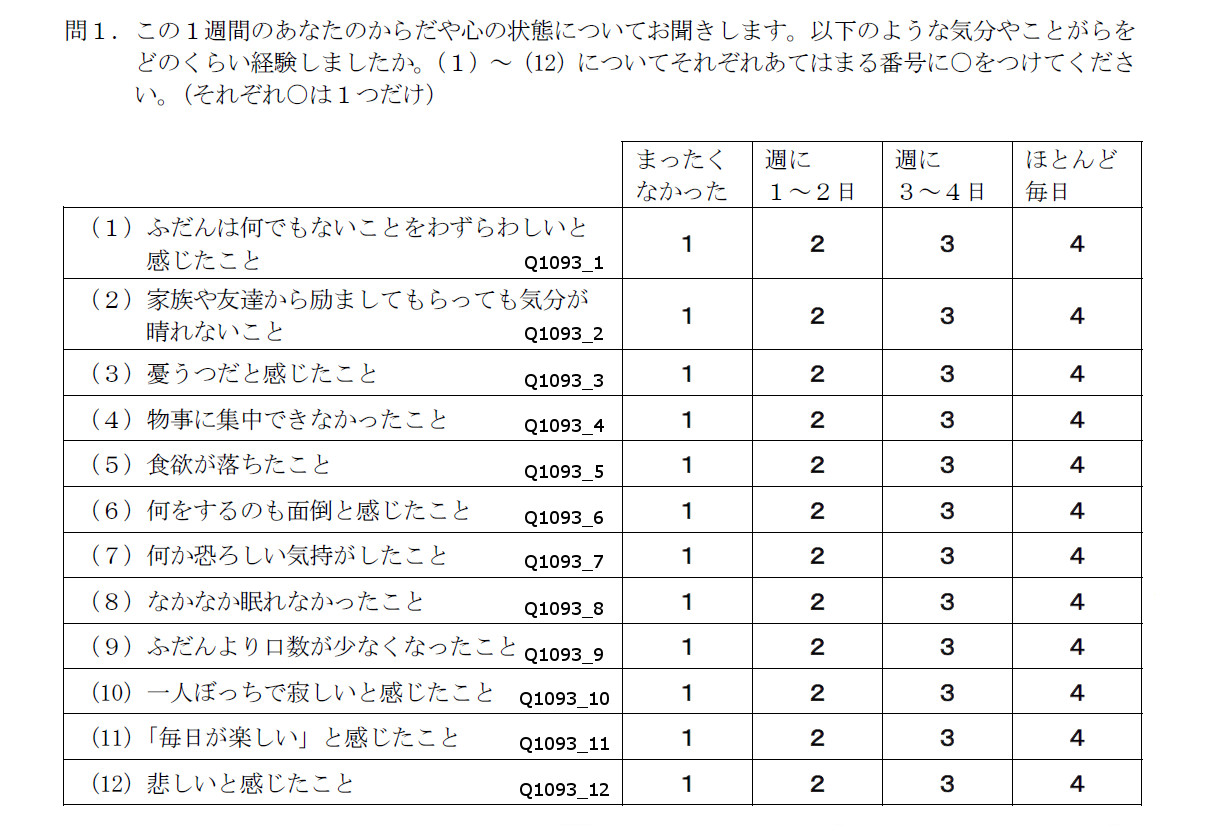 問１．この１週間のあなたのからだや心の状態についてお聞きします。以下のような気分やことがらを
どのくらい経験しましたか。（１）～（12）についてそれぞれあてはまる番号に○をつけてくださ
い。（それぞれ○は１つだけ）
まったく 週に 週に ほとんど
なかった １～２日 ３～４日 毎日
（１）ふだんは何でもないことをわずらわしいと
感じたこと Q1093_1 1 2 3 4
（２）家族や友達から励ましてもらっても気分が
晴れないこと Q1093_2 1 2 3 4
（３）憂うつだと感じたこと Q1093_3 1 2 3 4
（４）物事に集中できなかったこと Q1093_4 1 2 3 4
（５）食欲が落ちたこと Q1093_5 1 2 3 4
（６）何をするのも面倒と感じたこと Q1093_6 1 2 3 4
（７）何か恐ろしい気持がしたこと Q1093_7 1 2 3 4
（８）なかなか眠れなかったこと Q1093_8 1 2 3 4
（９）ふだんより口数が少なくなったこと Q1093_9 1 2 3 4
（10）一人ぼっちで寂しいと感じたこと Q1093_10 1 2 3 4
（11）「毎日が楽しい」と感じたこと Q1093_11 1 2 3 4
（12）悲しいと感じたこと Q1093_12 1 2 3 4